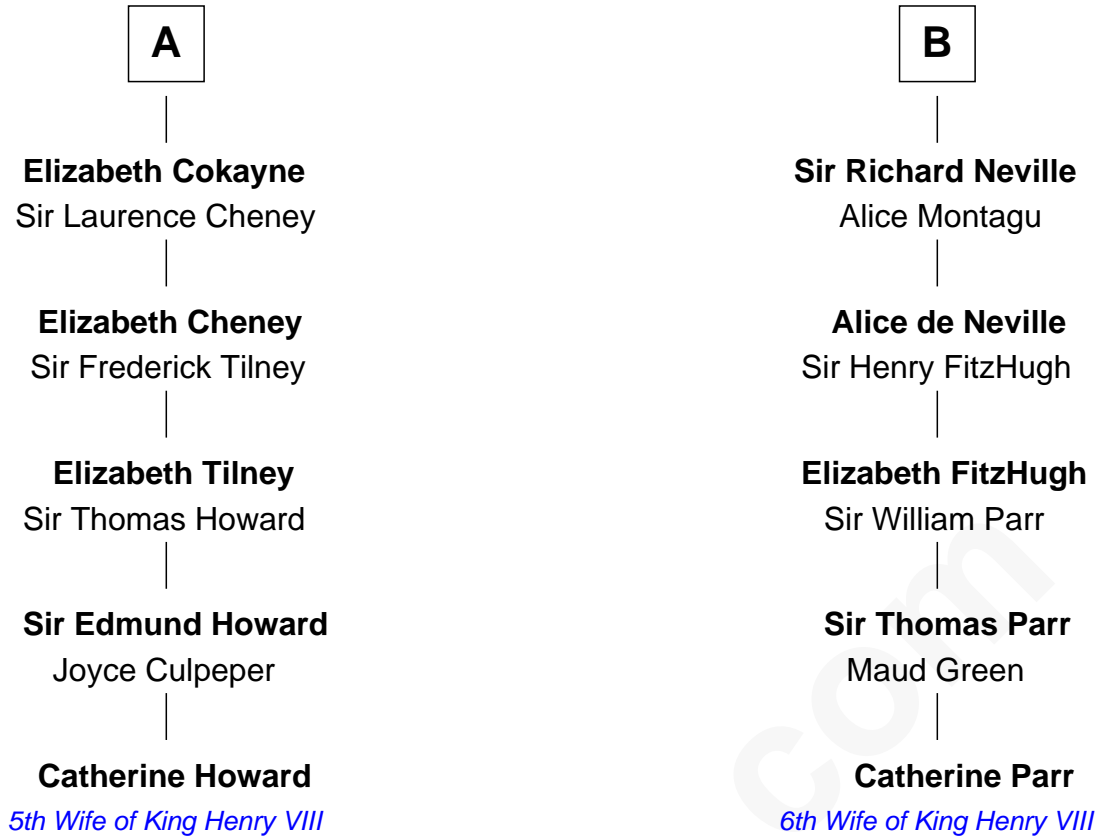 A
Elizabeth Cokayne
Sir Laurence Cheney
Elizabeth Cheney
Sir Frederick Tilney
Elizabeth Tilney
Sir Thomas Howard
Sir Edmund Howard
Joyce Culpeper
Catherine Howard
5th Wife of King Henry VIII
B
Sir Richard Neville
Alice Montagu
Alice de Neville
Sir Henry FitzHugh
Elizabeth FitzHugh
Sir William Parr
Sir Thomas Parr
Maud Green
Catherine Parr
6th Wife of King Henry VIII
com